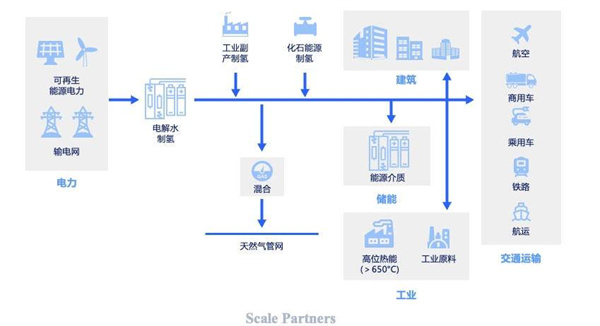 工业副
产制氢
化石能源
制氢
航空
可再生
能源电力
建筑
商用车
电解水
制氢
乘用车
输电网
能源介质
电力
混合
储能
铁路
航运
天然气管网
高位热能
(＞650°C)
工业原料
交通运输
工业
Scale Partners